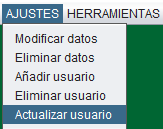 AJUSTES HERRAMIENTAS
Modificar datos
Eliminar datos
Añadir usuario
Eliminar usuario
Actualizar usuario